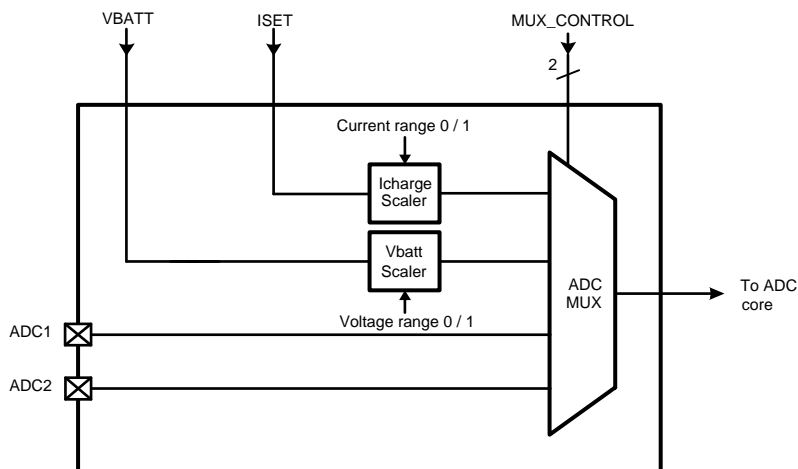 VBATT
ISET
MUX_CONTROL
2
Current range 0 / 1
Icharge
Scaler
Vbatt
Scaler
Voltage range 0 / 1
ADC
MUX
To ADC
core
ADC1
ADC2